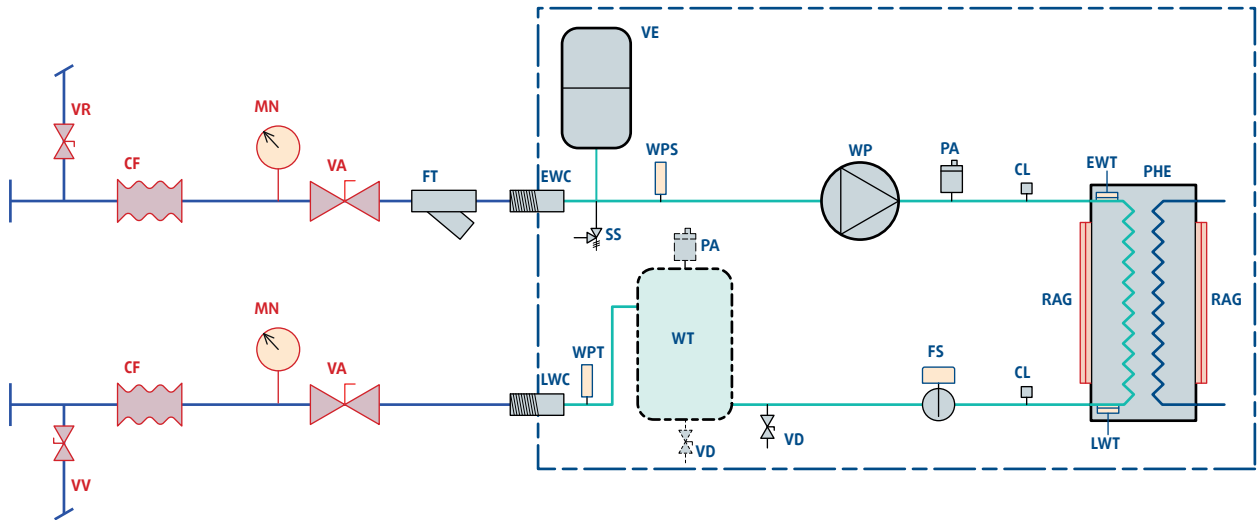 VE
VR
MN
CF
VA
FT
EWC
WPS
WP
PA
CL
EWT
PHE
SS
PA
RAG
RAG
MN
CF
VA
LWC
WPT
WT
FS
CL
VV
VD
VD
LWT